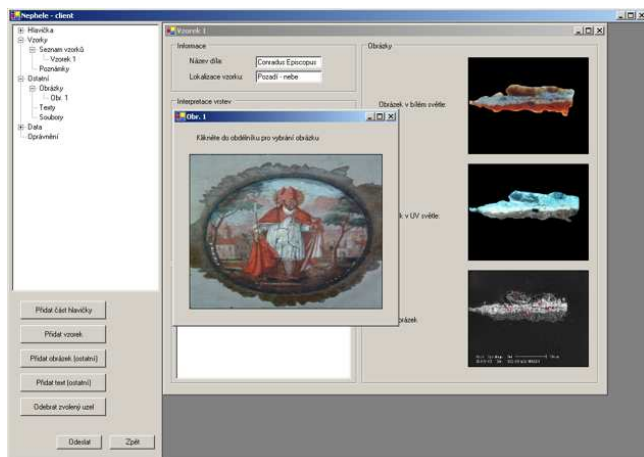 Nephele - client
Hlavička
Vzorky
Seznam vzorků
Vzorek 1
Poznámky
Ostatní
Obrázky
Obr. 1
Texty
Soubory
Data
Oprávnění
Přidat část hlavičky
Přidat vzorek
Přidat obrázek (ostatní)
Přidat text (ostatní)
Odebrat zvolený uzel
Odeslat
Zpět
Vzorek 1
Informace
Název díla:
Conradus Episcopus
Lokalizace vzorku:
Pozadí - nebe
Interpretace vrstev
Obr. 1
Klikněte do obdélníku pro vybrání obrázku
Obrázky
Obrázek v bílém světle:
k v UV světle:
brázek